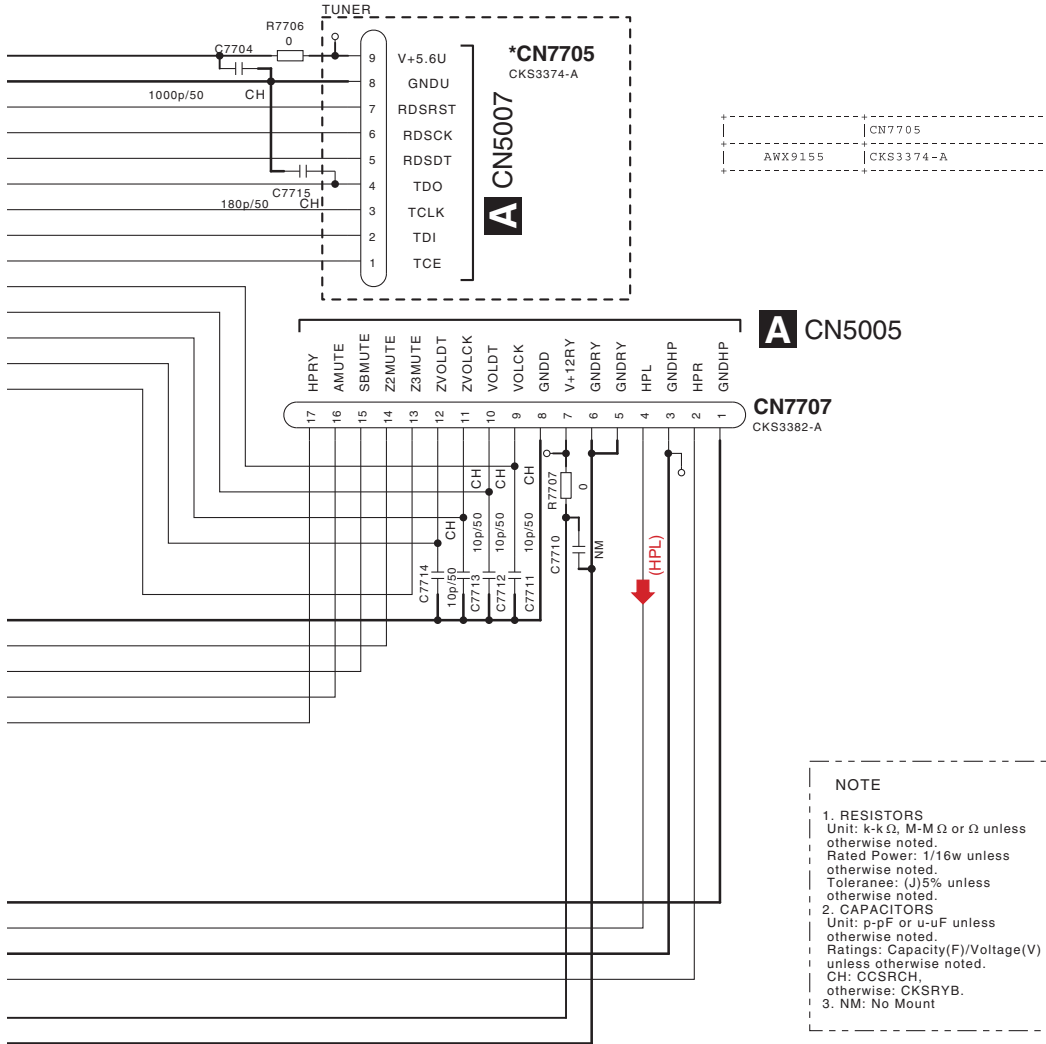 TUNER
R7706
0
C7704
1000p/50 CH
9 V+5.6U
8 GNDU
7 RDSRST
6 RDSCK
5 RDSDT
4 TDO
3 TCLK
2 TDI
1 TCE
C7715
180p/50 CH
*CN7705
CKS3374-A
A CN5007
CN7705
AWX9155 CKS3374-A
A CN5005
HPRY AMUTE SBMUTE Z2MUTE Z3MUTE ZVOLDT ZVOLCK VOLDT VOLCK GNDD V+12RY GNDRY GNDRY HPL GNDHP HPR GNDHP
17 16 15 14 13 12 11 10 9 8 7 6 5 4 3 2 1
CN7707
CKS3382-A
CH CH CH CH
10p/50 10p/50 10p/50 10p/50
C7714 C7713 C7712 C7711
R7707 0
C7710 NM
(HPL)
NOTE
1. RESISTORS
Unit: k-kΩ, M-MΩ or Ω unless
otherwise noted.
Rated Power: 1/16w unless
otherwise noted.
Toleranee: (J)5% unless
otherwise noted.
2. CAPACITORS
Unit: p-pF or u-uF unless
otherwise noted.
Ratings: Capacity(F)/Voltage(V)
unless otherwise noted.
CH: CCSRCH,
otherwise: CKSRYB.
3. NM: No Mount